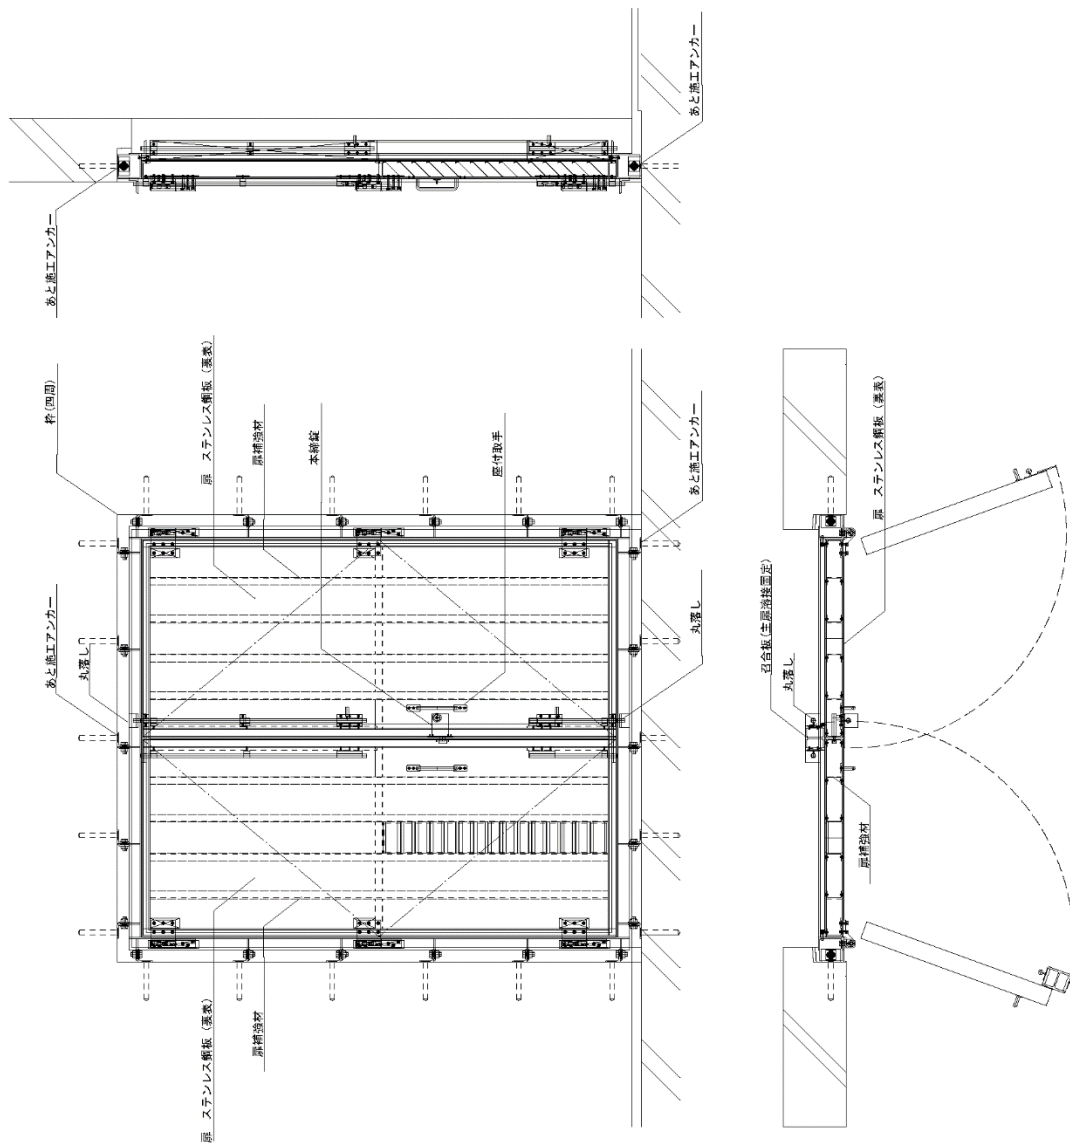 あと施工アンカー
あと施工アンカー
枠(四周)
扉 ステンレス鋼板(裏表)
扉補強材
本締錠
座付取手
あと施工アンカー
あと施工アンカー
丸落し
丸落し
扉 ステンレス鋼板(裏表)
扉補強材
召合板(主扉溶接固定)
丸落し
扉 ステンレス鋼板(裏表)
扉補強材